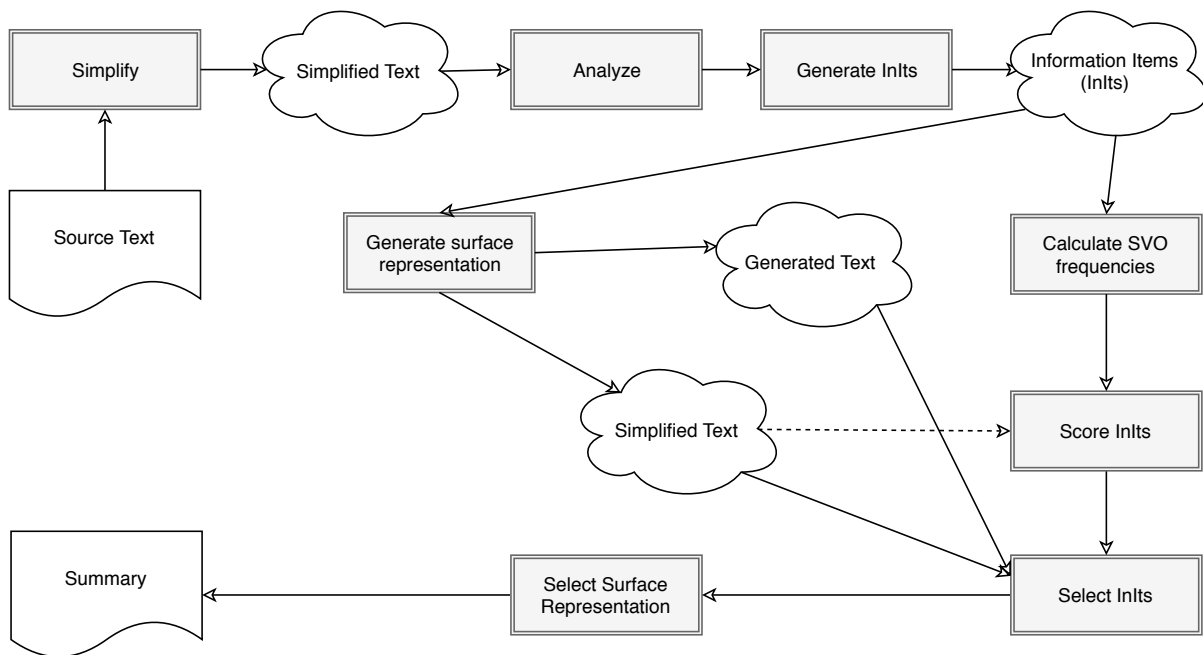 Simplify
Simplified Text
Analyze
Generate InIts
Information Items
(InIts)
Source Text
Generate surface
representation
Generated Text
Calculate SVO
frequencies
Simplified Text
Score InIts
Summary
Select Surface
Representation
Select InIts